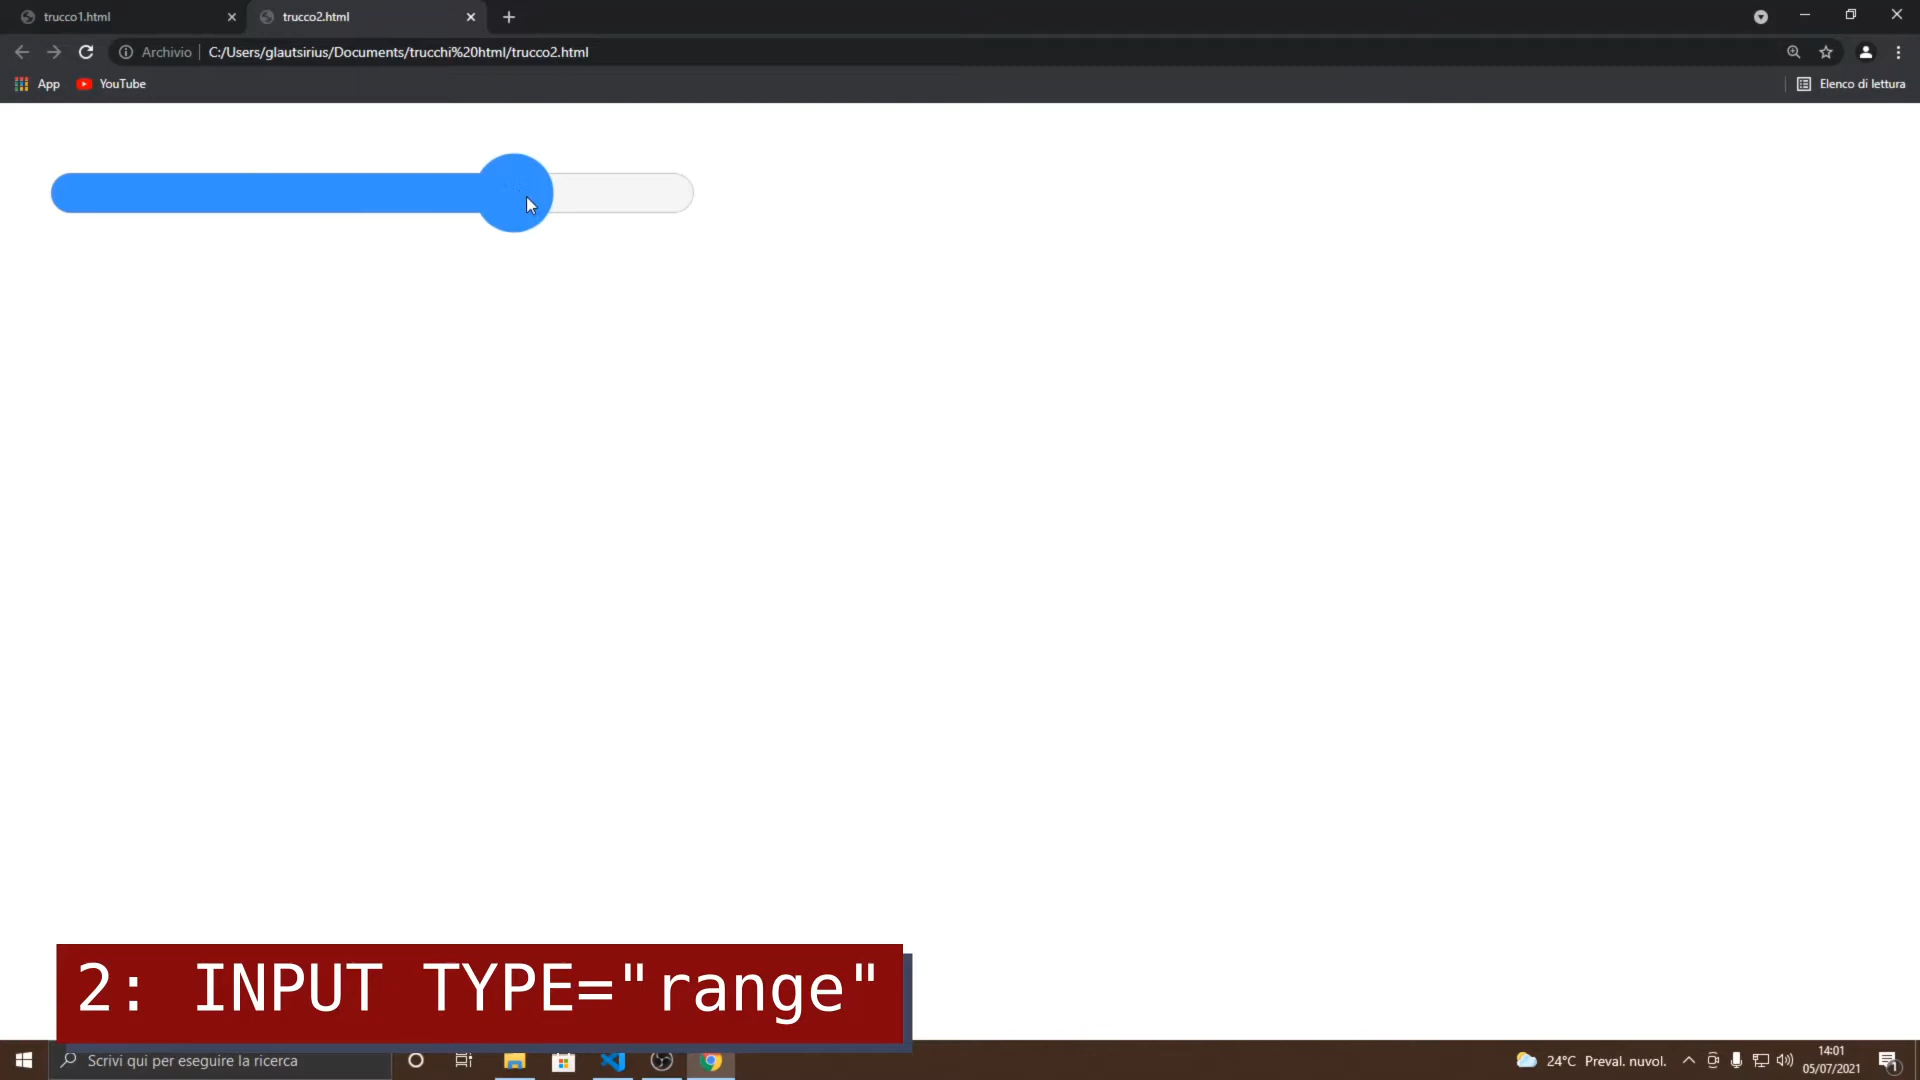 trucco1.html
trucco2.html
Archivio
C:/Users/glautsirius/Documents/trucchi%20html/trucco2.html
App
YouTube
Elenco di lettura
2: INPUT TYPE="range"
Scrivi qui per eseguire la ricerca
24°C Preval. nuvol.
14:01
05/07/2021
1